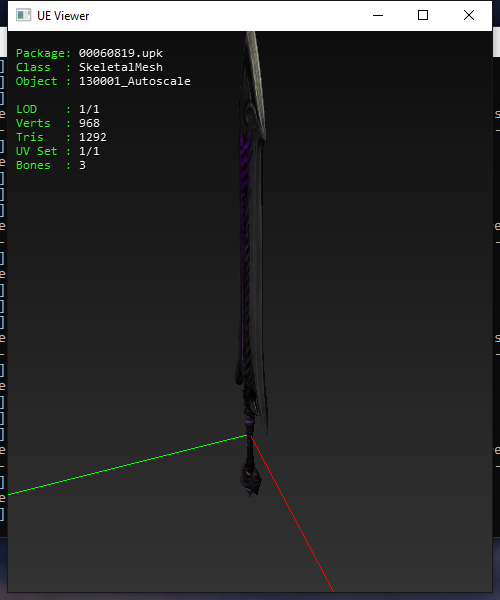 UE Viewer
Package: 00060819.upk
Class  : SkeletalMesh
Object : 130001_Autoscale
LOD    : 1/1
Verts  : 968
Tris   : 1292
UV Set : 1/1
Bones  : 3